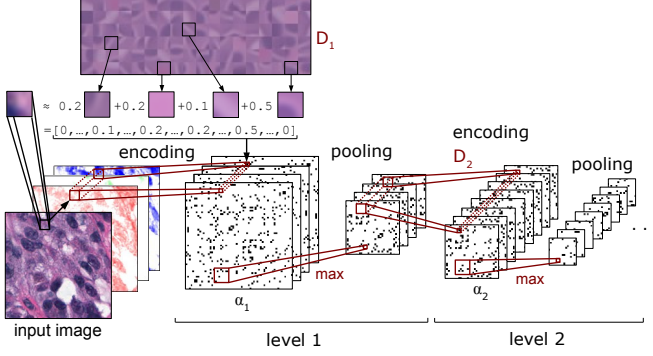 D1
≈ 0.2 +0.2 +0.1 +0.5
=[0,…,0.1,…,0.2,…,0.2,…,0.5,…,0]
encoding
pooling
encoding
D2
pooling
. .
max
max
α1
α2
input image
level 1
level 2